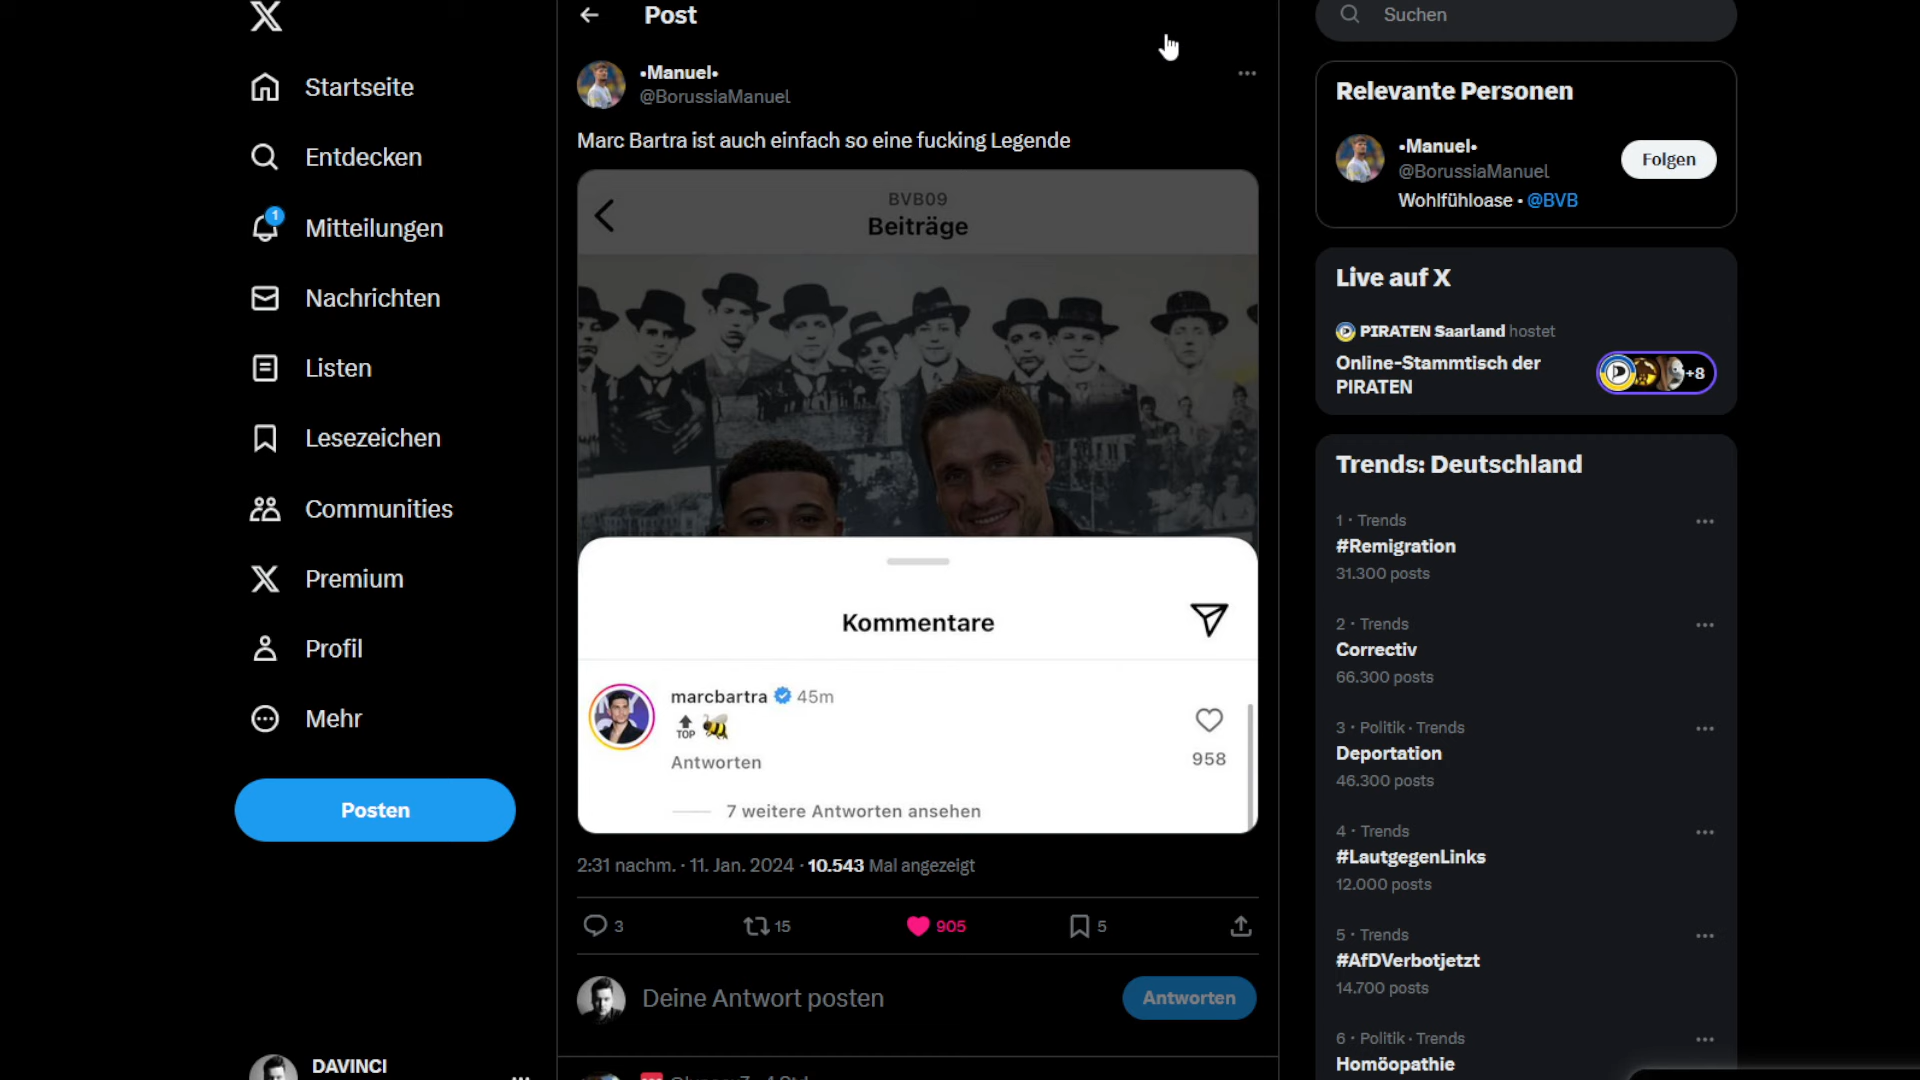 Startseite
Entdecken
1
Mitteilungen
Nachrichten
Listen
Lesezeichen
Communities
Premium
Profil
Mehr
Posten
DAVINCI
Post
•Manuel•
@BorussiaManuel
Marc Bartra ist auch einfach so eine fucking Legende
BVB09
Beiträge
Kommentare
marcbartra 45m
TOP
Antworten
958
7 weitere Antworten ansehen
2:31 nachm. · 11. Jan. 2024 · 10.543 Mal angezeigt
3
15
905
5
Deine Antwort posten
Antworten
Suchen
Relevante Personen
•Manuel•
@BorussiaManuel
Folgen
Wohlfühloase • @BVB
Live auf X
PIRATEN Saarland hostet
Online-Stammtisch der
PIRATEN
+8
Trends: Deutschland
1 · Trends
#Remigration
31.300 posts
2 · Trends
Correctiv
66.300 posts
3 · Politik · Trends
Deportation
46.300 posts
4 · Trends
#LautgegenLinks
12.000 posts
5 · Trends
#AfDVerbotjetzt
14.700 posts
6 · Politik · Trends
Homöopathie